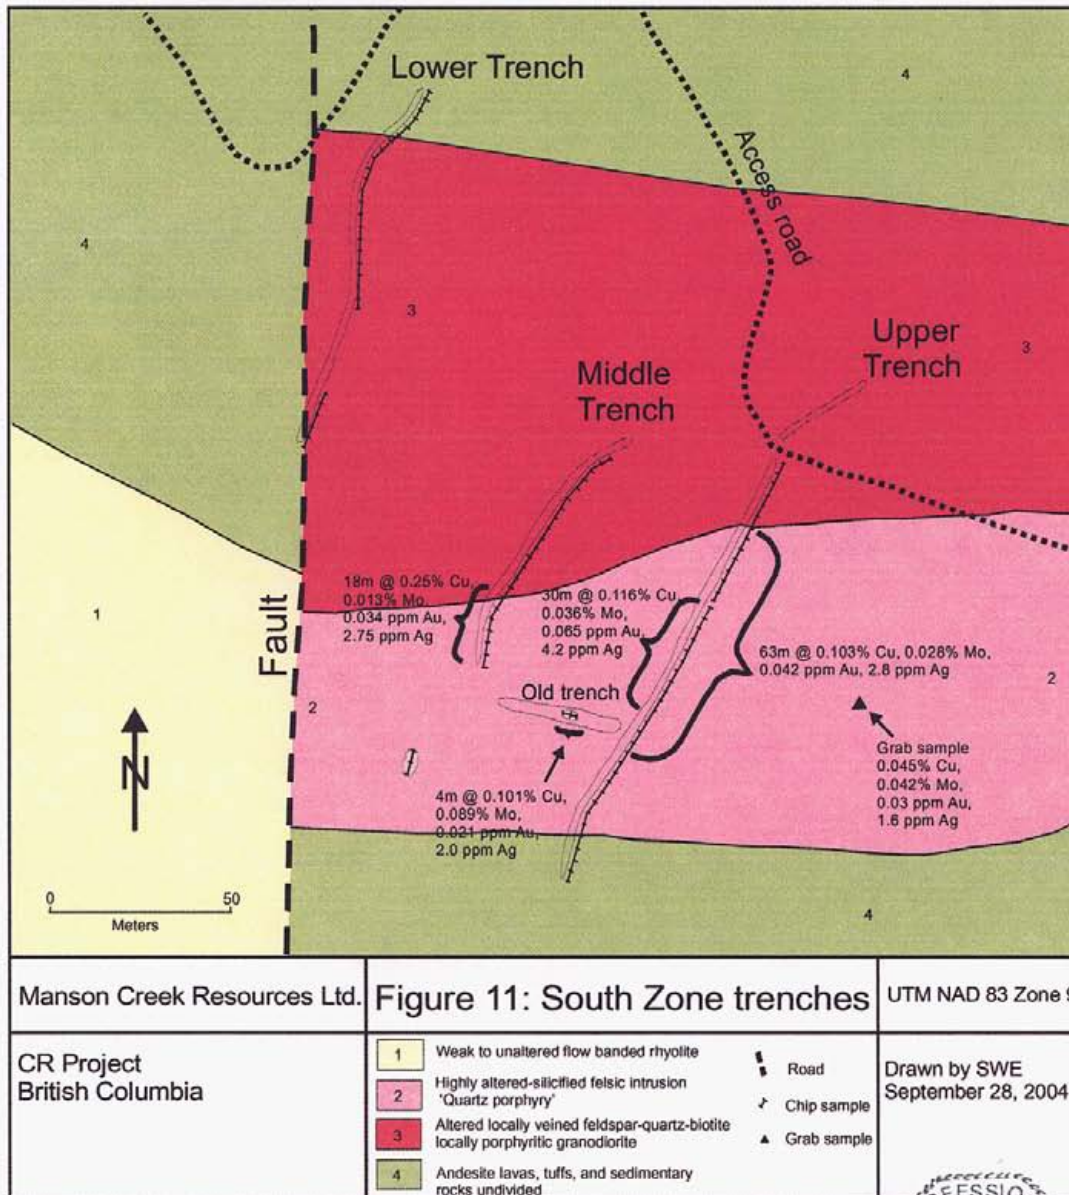 Lower Trench
4
Access road
4
3
Upper
Trench
3
Middle
Trench
18m @ 0.25% Cu,
0.013% Mo,
0.034 ppm Au,
2.75 ppm Ag
30m @ 0.116% Cu,
0.036% Mo,
0.065 ppm Au,
4.2 ppm Ag
1
Fault
63m @ 0.103% Cu, 0.028% Mo,
0.042 ppm Au, 2.8 ppm Ag
2
Old trench
2
N
Grab sample
0.045% Cu,
0.042% Mo,
0.03 ppm Au,
1.6 ppm Ag
4m @ 0.101% Cu,
0.089% Mo,
0.021 ppm Au,
2.0 ppm Ag
0 50
Meters
4
Manson Creek Resources Ltd.
Figure 11: South Zone trenches
UTM NAD 83 Zone 9
CR Project
British Columbia
1 Weak to unaltered flow banded rhyolite
2 Highly altered-silicified felsic intrusion
'Quartz porphyry'
3 Altered locally veined feldspar-quartz-biotite
locally porphyritic granodiorite
4 Andesite lavas, tuffs, and sedimentary
rocks undivided
Road
Chip sample
Grab sample
Drawn by SWE
September 28, 2004